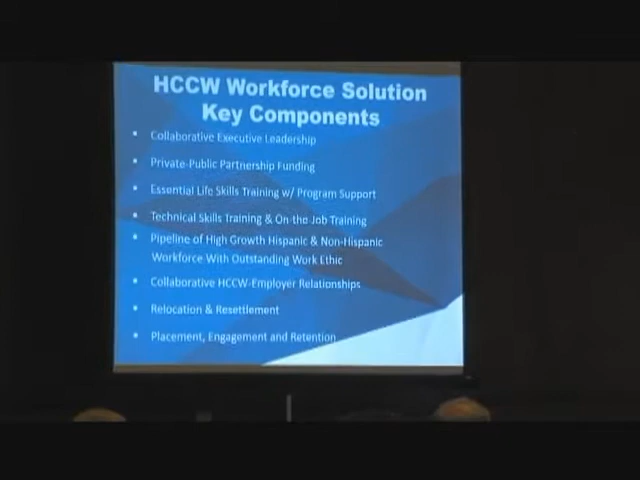 HCCW Workforce Solution
Key Components
▪ Collaborative Executive Leadership
▪ Private-Public Partnership Funding
▪ Essential Life Skills Training w/ Program Support
▪ Technical Skills Training & On the Job Training
▪ Pipeline of High Growth Hispanic & Non-Hispanic
Workforce With Outstanding Work Ethic
▪ Collaborative HCCW-Employer Relationships
▪ Relocation & Resettlement
▪ Placement, Engagement and Retention